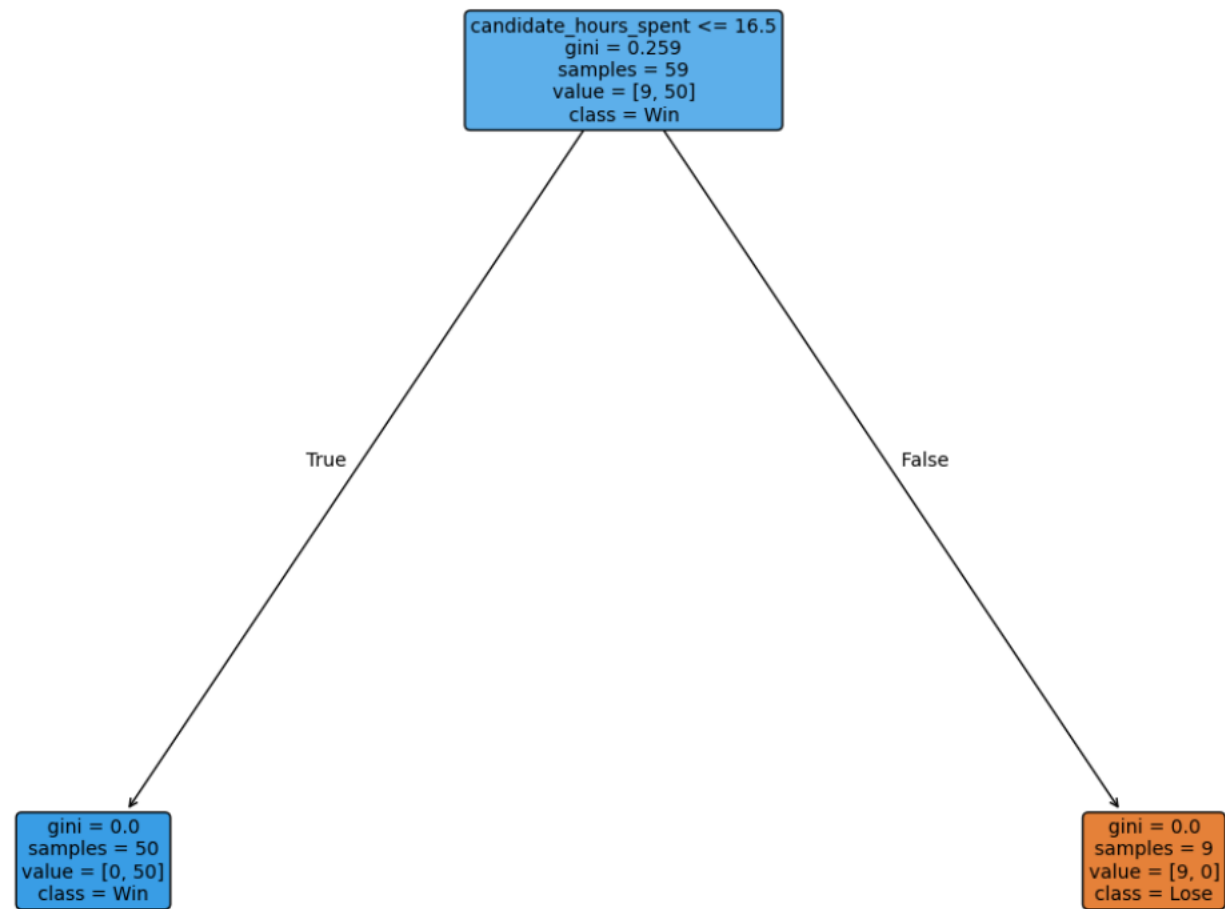 candidate_hours_spent <= 16.5
gini = 0.259
samples = 59
value = [9, 50]
class = Win
True
False
gini = 0.0
samples = 50
value = [0, 50]
class = Win
gini = 0.0
samples = 9
value = [9, 0]
class = Lose